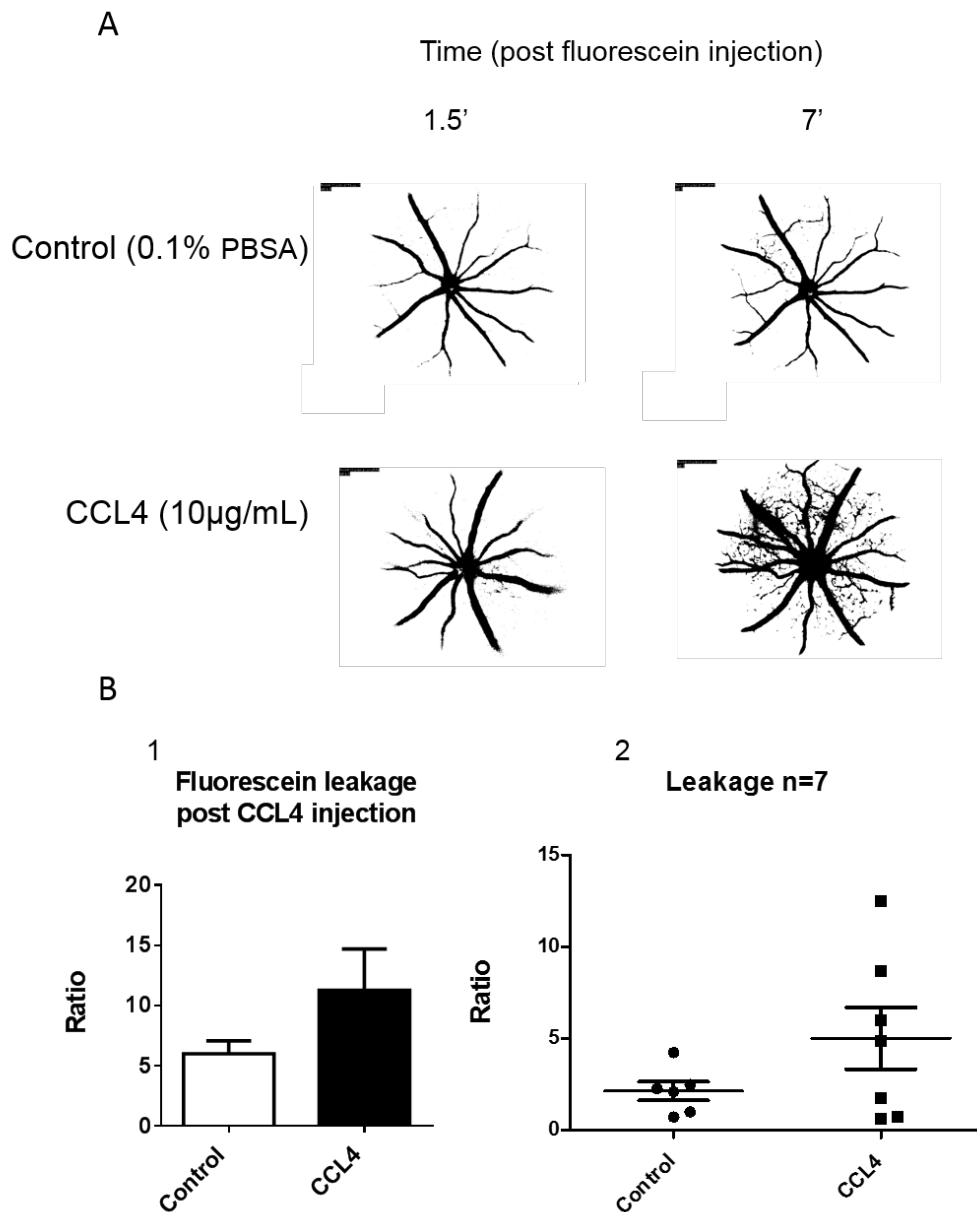 A
Time (post fluorescein injection)
1.5’
7’
Control (0.1% PBSA)
CCL4 (10µg/mL)
B
1
Fluorescein leakage
post CCL4 injection
20
15
10
5
0
Ratio
Control
CCL4
2
Leakage n=7
15
10
5
0
Ratio
Control
CCL4